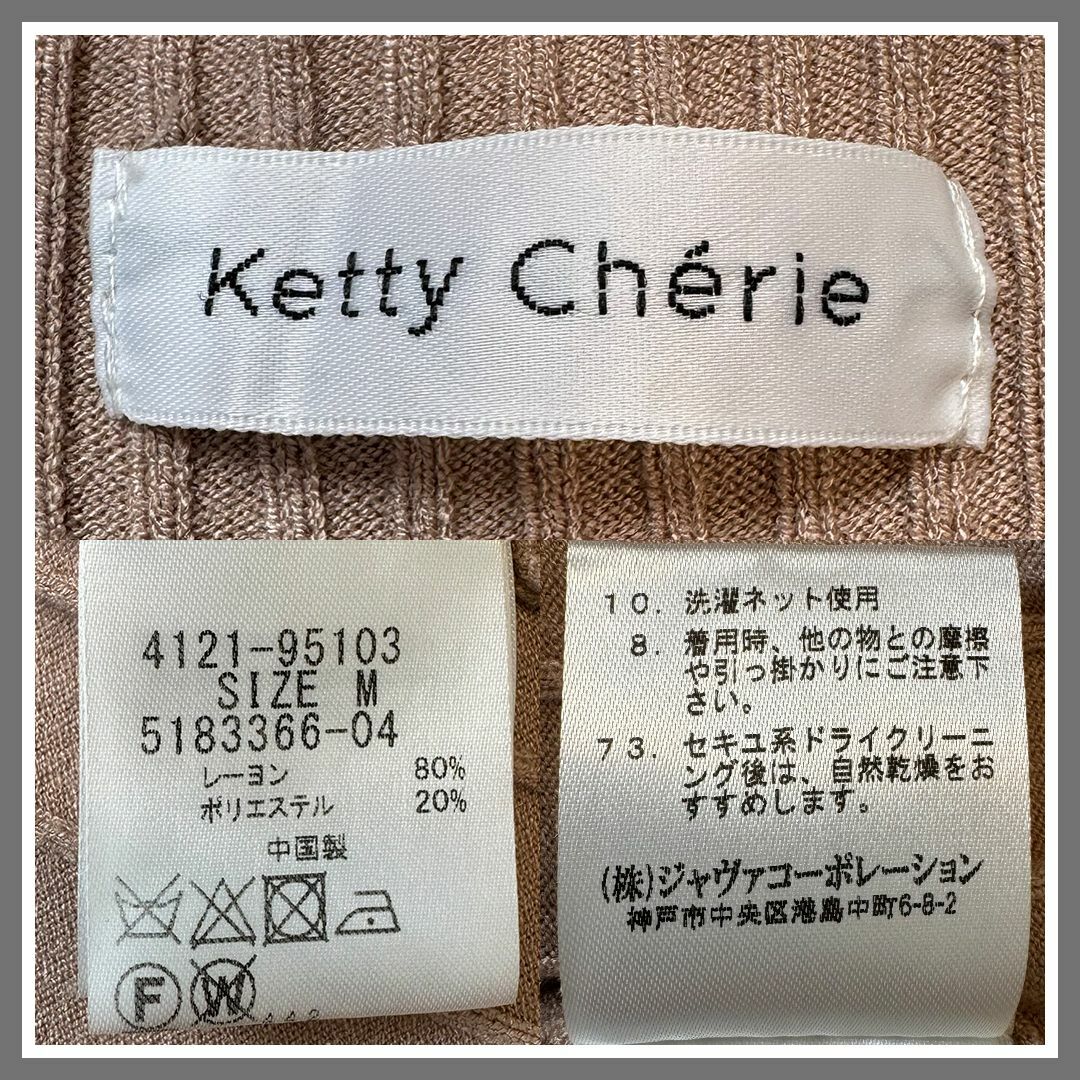 Ketty Chérie
4121-95103
SIZE M
5183366-04
レーヨン 80%
ポリエステル 20%
中国製
F W
10. 洗濯ネット使用
8. 着用時、他の物との摩擦
や引っ掛かりにご注意下
さい。
73. セキユ系ドライクリーニ
ング後は、自然乾燥をお
すすめします。
(株)ジャヴァコーポレーション
神戸市中央区港島中町6-8-2